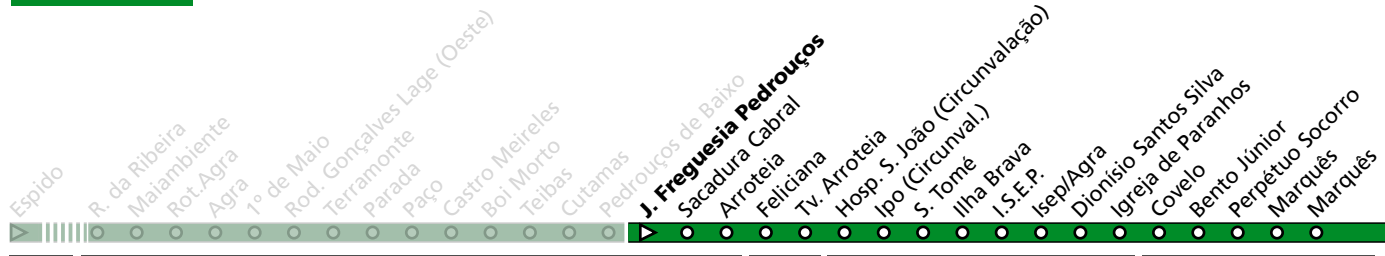 Espido
R. da Ribeira
Maiambiente
Rot.Agra
Agra
1º de Maio
Rod. Gonçalves Lage (Oeste)
Terramonte
Parada
Paço
Castro Meireles
Boi Morto
Teibas
Cutamas
Pedrouços de Baixo
J. Freguesia Pedrouços
Sacadura Cabral
Arroteia
Feliciana
Tv. Arroteia
Hosp. S. João (Circunvalação)
Ipo (Circunval.)
S. Tomé
Ilha Brava
I.S.E.P.
Isep/Agra
Dionisio Santos Silva
Igreja de Paranhos
Covelo
Bento Júnior
Perpétuo Socorro
Marquês
Marquês